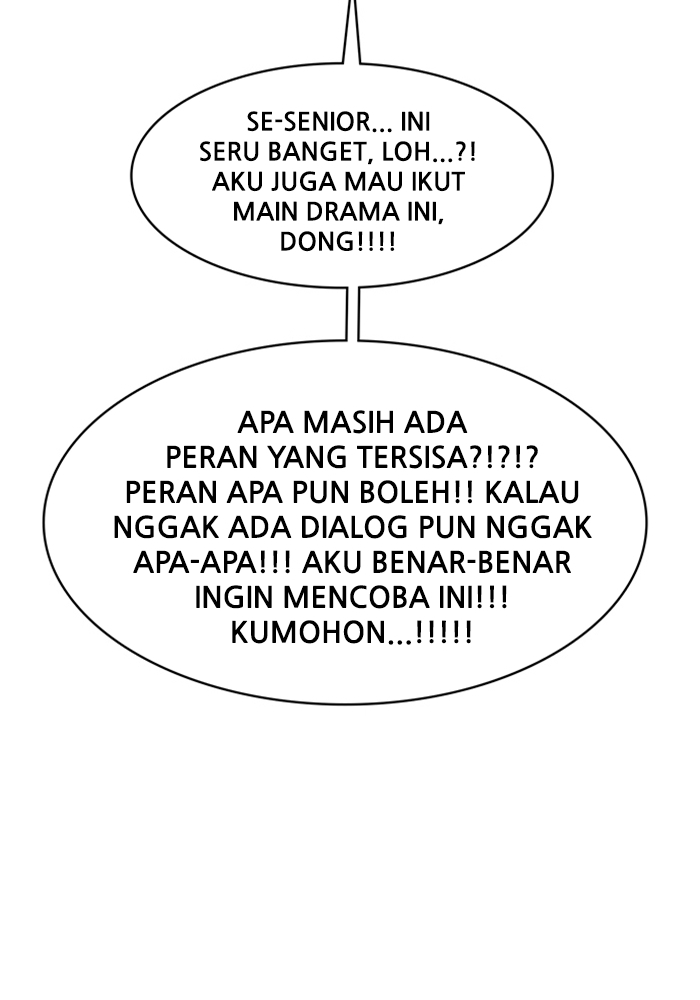 SE-SENIOR... INI
SERU BANGET, LOH...?!
AKU JUGA MAU IKUT
MAIN DRAMA INI,
DONG!!!!
APA MASIH ADA
PERAN YANG TERSISA?!?!?
PERAN APA PUN BOLEH!! KALAU
NGGAK ADA DIALOG PUN NGGAK
APA-APA!!! AKU BENAR-BENAR
INGIN MENCOBA INI!!!
KUMOHON...!!!!!